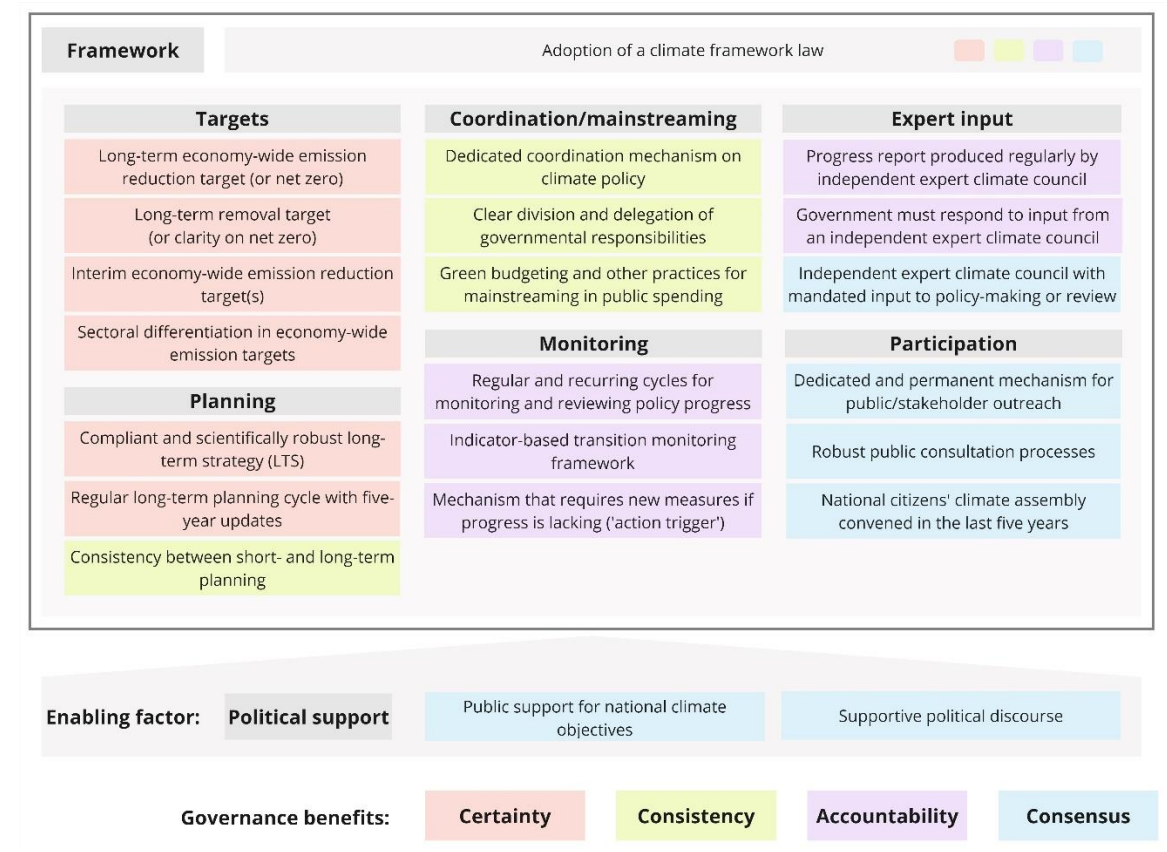 Framework
Adoption of a climate framework law
Targets
Long-term economy-wide emission
reduction target (or net zero)
Long-term removal target
(or clarity on net zero)
Interim economy-wide emission reduction
target(s)
Sectoral differentiation in economy-wide
emission targets
Planning
Compliant and scientifically robust long-
term strategy (LTS)
Regular long-term planning cycle with five-
year updates
Consistency between short- and long-term
planning
Coordination/mainstreaming
Dedicated coordination mechanism on
climate policy
Clear division and delegation of
governmental responsibilities
Green budgeting and other practices for
mainstreaming in public spending
Monitoring
Regular and recurring cycles for
monitoring and reviewing policy progress
Indicator-based transition monitoring
framework
Mechanism that requires new measures if
progress is lacking ('action trigger')
Expert input
Progress report produced regularly by
independent expert climate council
Government must respond to input from
an independent expert climate council
Independent expert climate council with
mandated input to policy-making or review
Participation
Dedicated and permanent mechanism for
public/stakeholder outreach
Robust public consultation processes
National citizens' climate assembly
convened in the last five years
Enabling factor:
Political support
Public support for national climate
objectives
Supportive political discourse
Governance benefits:
Certainty
Consistency
Accountability
Consensus